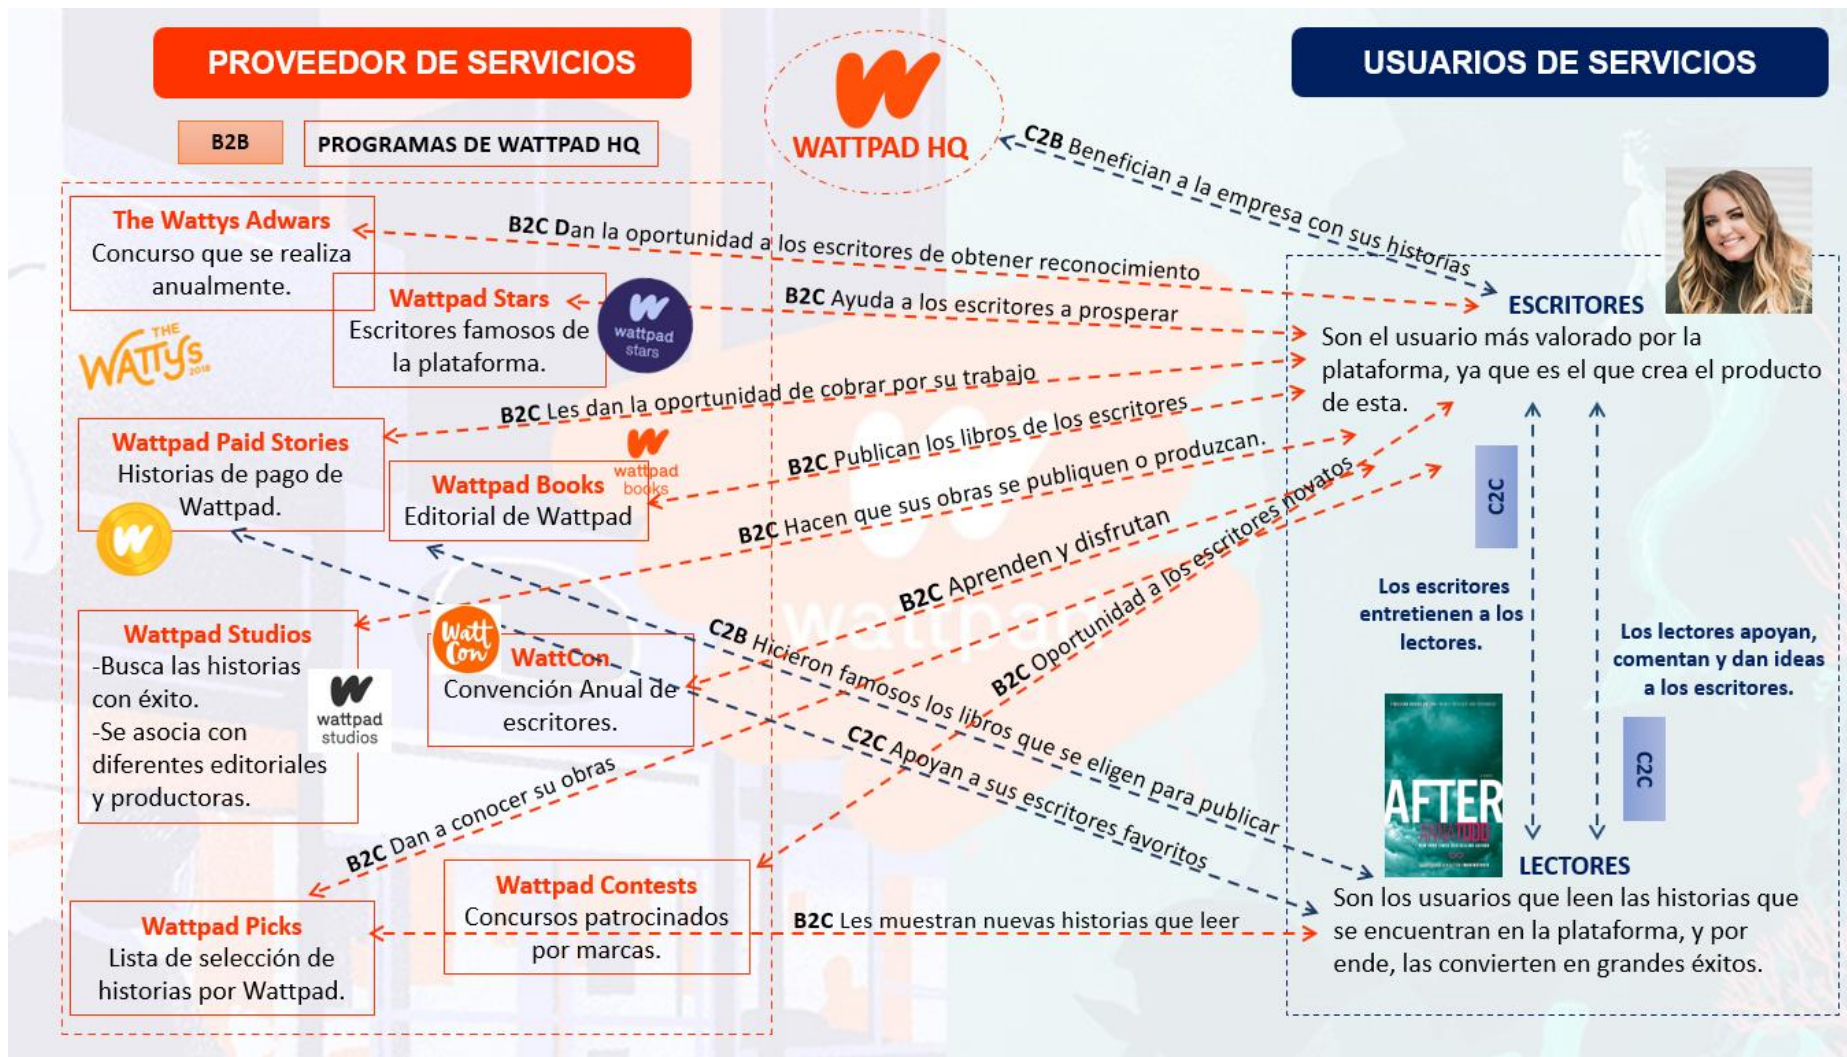 PROVEEDOR DE SERVICIOS
WATTPAD HQ
USUARIOS DE SERVICIOS
B2B
PROGRAMAS DE WATTPAD HQ
C2B Benefician a la empresa con sus historias
The Wattys Adwars
Concurso que se realiza
anualmente.
B2C Dan la oportunidad a los escritores de obtener reconocimiento
Wattpad Stars
Escritores famosos de
la plataforma.
wattpad
stars
B2C Ayuda a los escritores a prosperar
THE
WATTYS
2018
ESCRITORES
Son el usuario más valorado por la
plataforma, ya que es el que crea el producto
de esta.
B2C Les dan la oportunidad de cobrar por su trabajo
Wattpad Paid Stories
Historias de pago de
Wattpad.
wattpad
books
Wattpad Books
Editorial de Wattpad
B2C Publican los libros de los escritores
B2C Hacen que sus obras se publiquen o produzcan.
B2C Aprenden y disfrutan
B2C Oportunidad a los escritores novatos
wattpad
C2C
Los escritores
entretienen a los
lectores.
Los lectores apoyan,
comentan y dan ideas
a los escritores.
C2C
Wattpad Studios
-Busca las historias
con éxito.
-Se asocia con
diferentes editoriales
y productoras.
wattpad
studios
Watt
Con
WattCon.
Convención Anual de
escritores.
C2B Hicieron famosos los libros que se eligen para publicar
C2C Apoyan a sus escritores favoritos
B2C Dan a conocer su obras
AFTER
ANNA TODD
Wattpad Contests
Concursos patrocinados
por marcas.
Wattpad Picks
Lista de selección de
historias por Wattpad.
B2C Les muestran nuevas historias que leer
LECTORES
Son los usuarios que leen las historias que
se encuentran en la plataforma, y por
ende, las convierten en grandes éxitos.